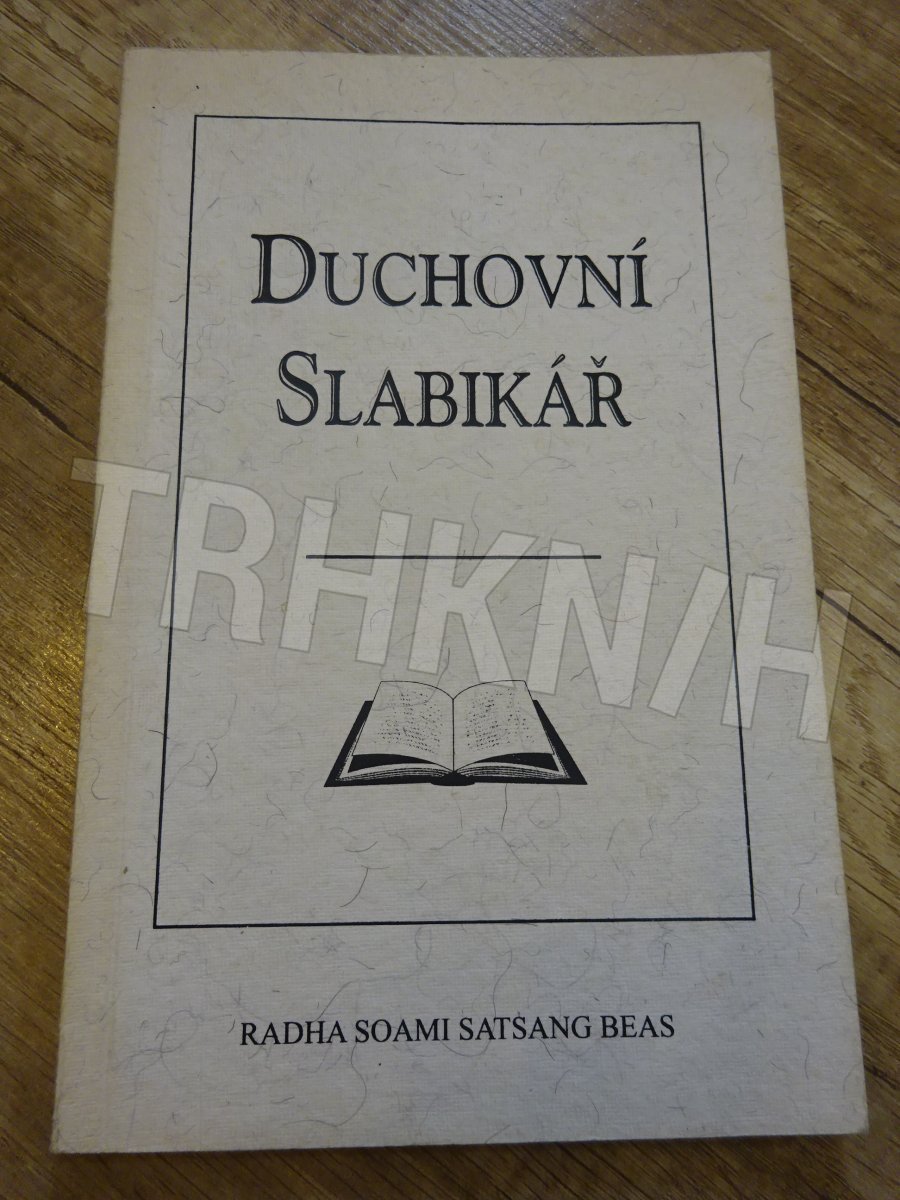 DUCHOVNÍ
SLABIKÁŘ
TRHKNIH
RADHA SOAMI SATSANG BEAS